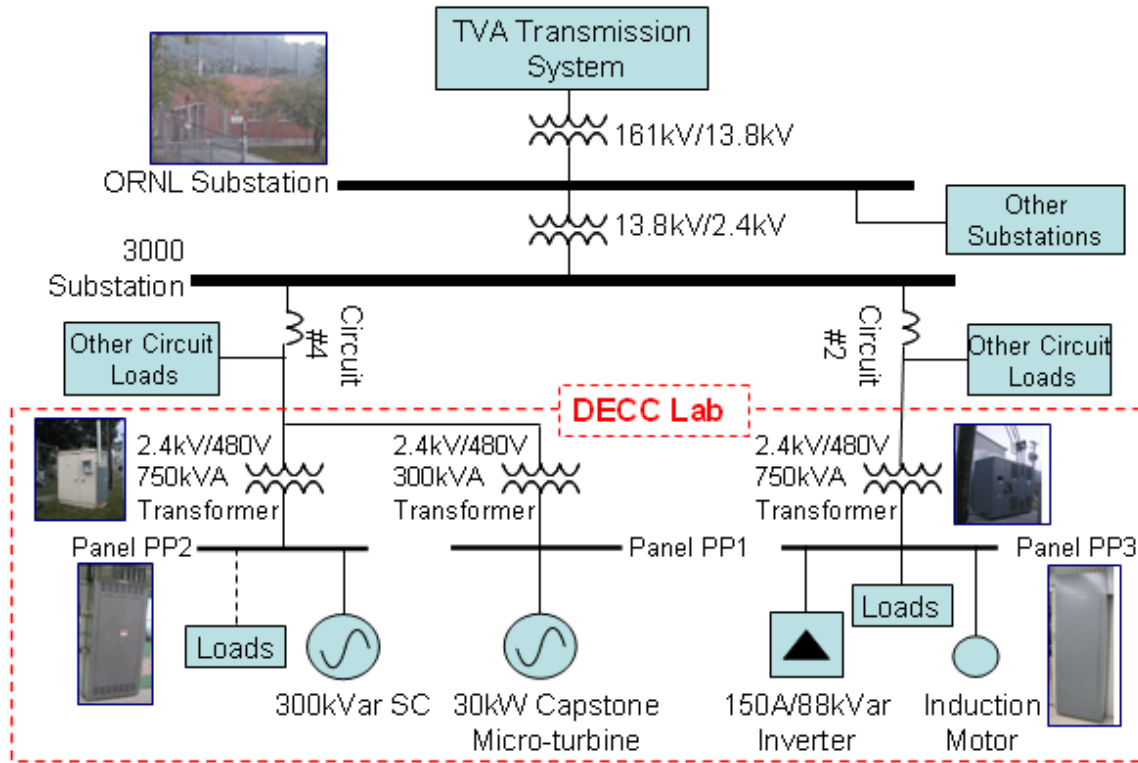 TVA Transmission
System
161kV/13.8kV
ORNL Substation
13.8kV/2.4kV
Other
Substations
3000
Substation
Circuit
#4
Circuit
#2
Other Circuit
Loads
Other Circuit
Loads
DECC Lab
2.4kV/480V
750kVA
Transformer
2.4kV/480V
300kVA
Transformer
2.4kV/480V
750kVA
Transformer
Panel PP2
Panel PP1
Panel PP3
Loads
Loads
300kVar SC
30kW Capstone
Micro-turbine
150A/88kVar
Inverter
Induction
Motor